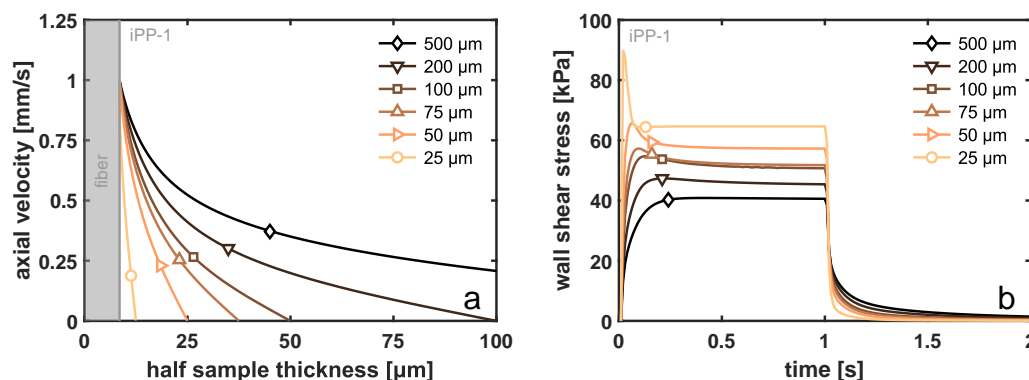 1.25
1
0.75
0.5
0.25
0
axial velocity [mm/s]
iPP-1
fiber
500 µm
200 µm
100 µm
75 µm
50 µm
25 µm
a
0 25 50 75 100
half sample thickness [µm]
100
80
60
40
20
0
wall shear stress [kPa]
iPP-1
500 µm
200 µm
100 µm
75 µm
50 µm
25 µm
b
0 0.5 1 1.5 2
time [s]